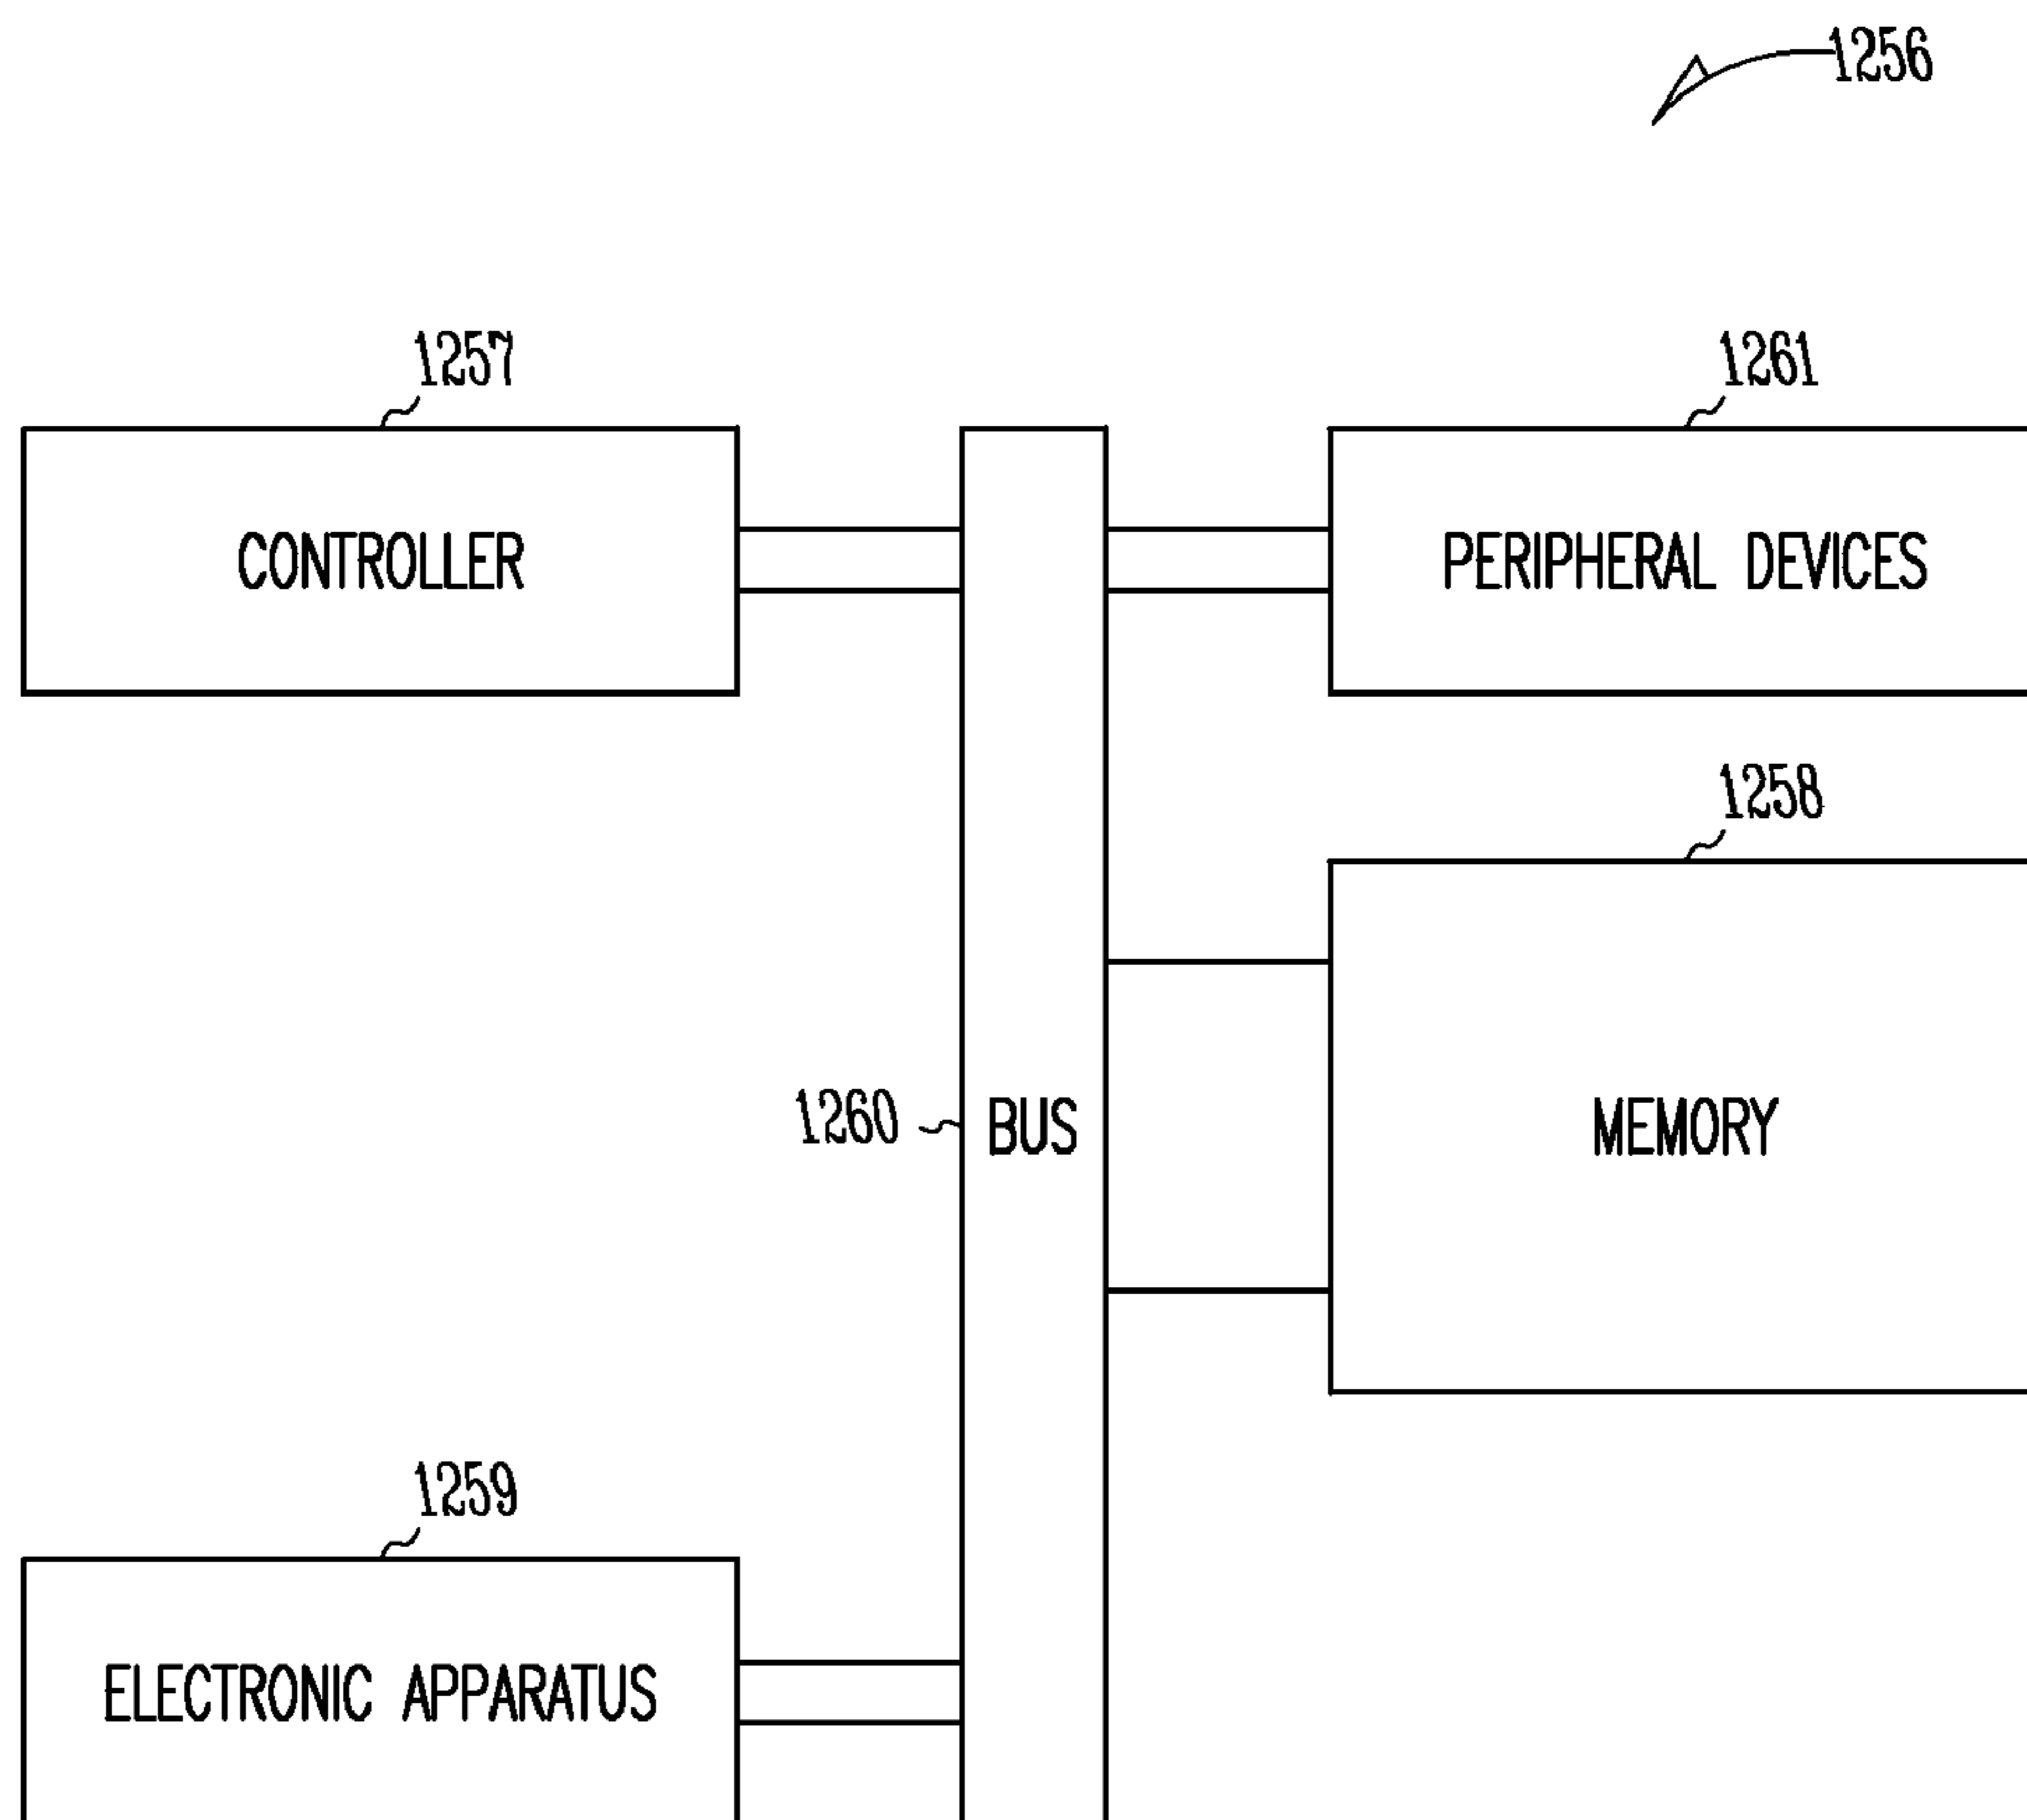 1256
1257
1261
CONTROLLER
PERIPHERAL DEVICES
1258
1260
BUS
MEMORY
1259
ELECTRONIC APPARATUS